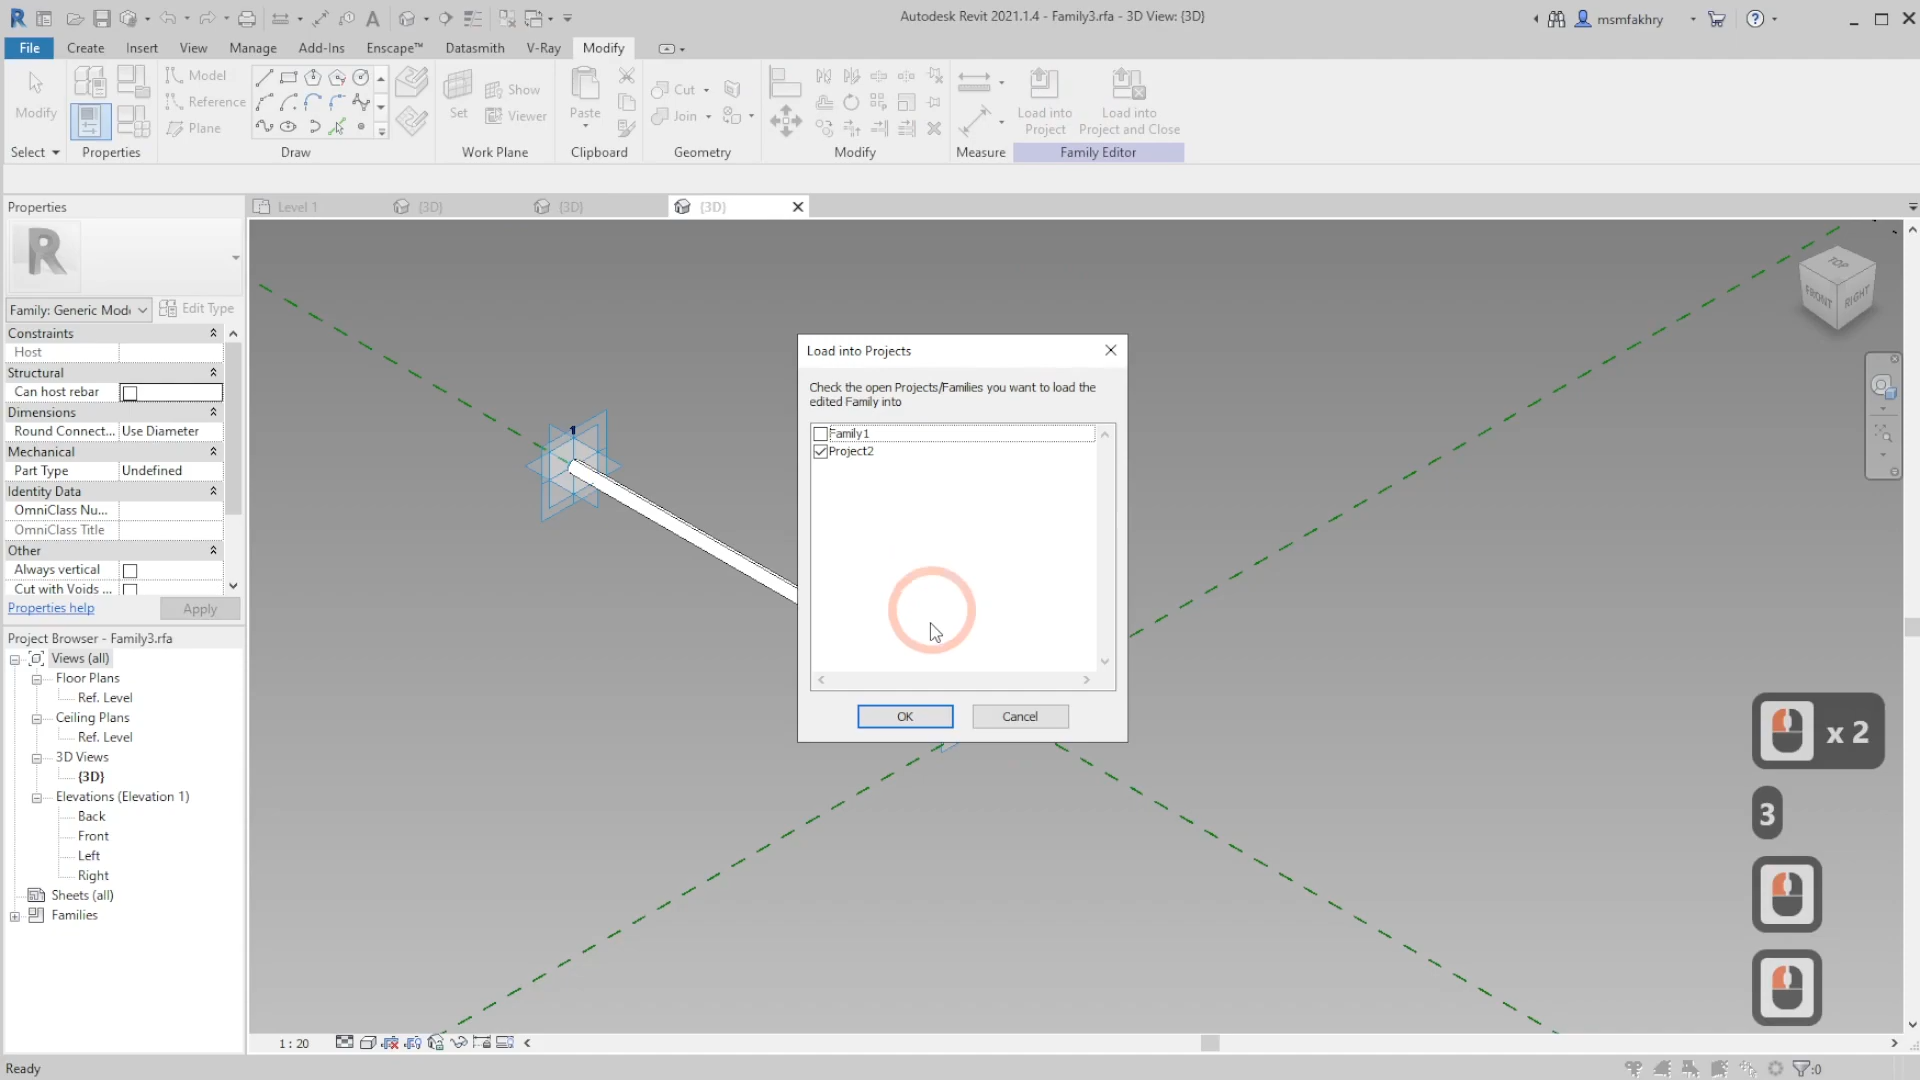 Autodesk Revit 2021.1.4 - Family3.rfa - 3D View: {3D}
msmfakhry
File
Create
Insert
View
Manage
Add-Ins
Enscape™
Datasmith
V-Ray
Modify
Modify
Model
Reference
Plane
Set
Show
Viewer
Paste
Cut
Join
Load into
Project
Load into
Project and Close
Select
Properties
Draw
Work Plane
Clipboard
Geometry
Modify
Measure
Family Editor
Properties
Level 1
{3D}
{3D}
{3D}
Family: Generic Mode
Edit Type
Constraints
Host
Structural
Can host rebar
Dimensions
Round Connect... Use Diameter
Mechanical
Part Type Undefined
Identity Data
OmniClass Nu...
OmniClass Title
Other
Always vertical
Cut with Voids ...
Properties help
Apply
Project Browser - Family3.rfa
Views (all)
Floor Plans
Ref. Level
Ceiling Plans
Ref. Level
3D Views
{3D}
Elevations (Elevation 1)
Back
Front
Left
Right
Sheets (all)
Families
1
TOP
FRONT
RIGHT
Load into Projects
Check the open Projects/Families you want to load the
edited Family into
Family1
Project2
OK
Cancel
x 2
3
1 : 20
Ready
:0